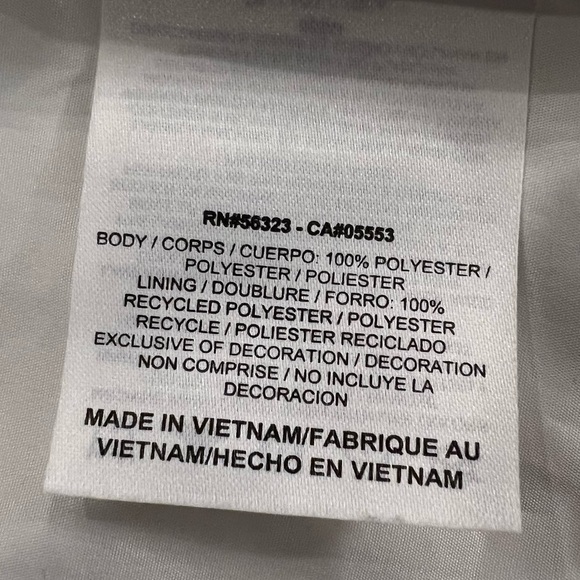 RN#56323 - CA#05553
BODY / CORPS / CUERPO: 100% POLYESTER /
POLYESTER / POLIESTER
LINING / DOUBLURE / FORRO: 100%
RECYCLED POLYESTER / POLYESTER
RECYCLE / POLIESTER RECICLADO
EXCLUSIVE OF DECORATION / DECORATION
NON COMPRISE / NO INCLUYE LA
DECORACION
MADE IN VIETNAM/FABRIQUE AU
VIETNAM/HECHO EN VIETNAM